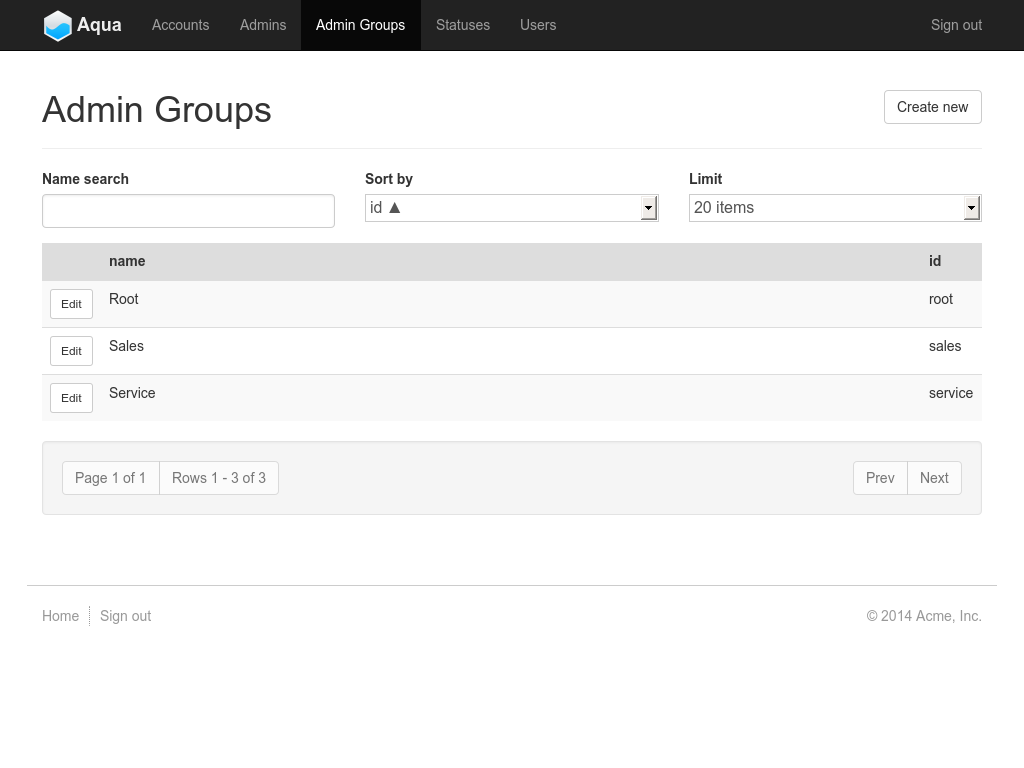 Aqua Accounts Admins Admin Groups Statuses Users Sign out
Admin Groups Create new
Name search Sort by Limit
id ▲ 20 items
name id
Edit Root root
Edit Sales sales
Edit Service service
Page 1 of 1 Rows 1 - 3 of 3 Prev Next
Home Sign out © 2014 Acme, Inc.